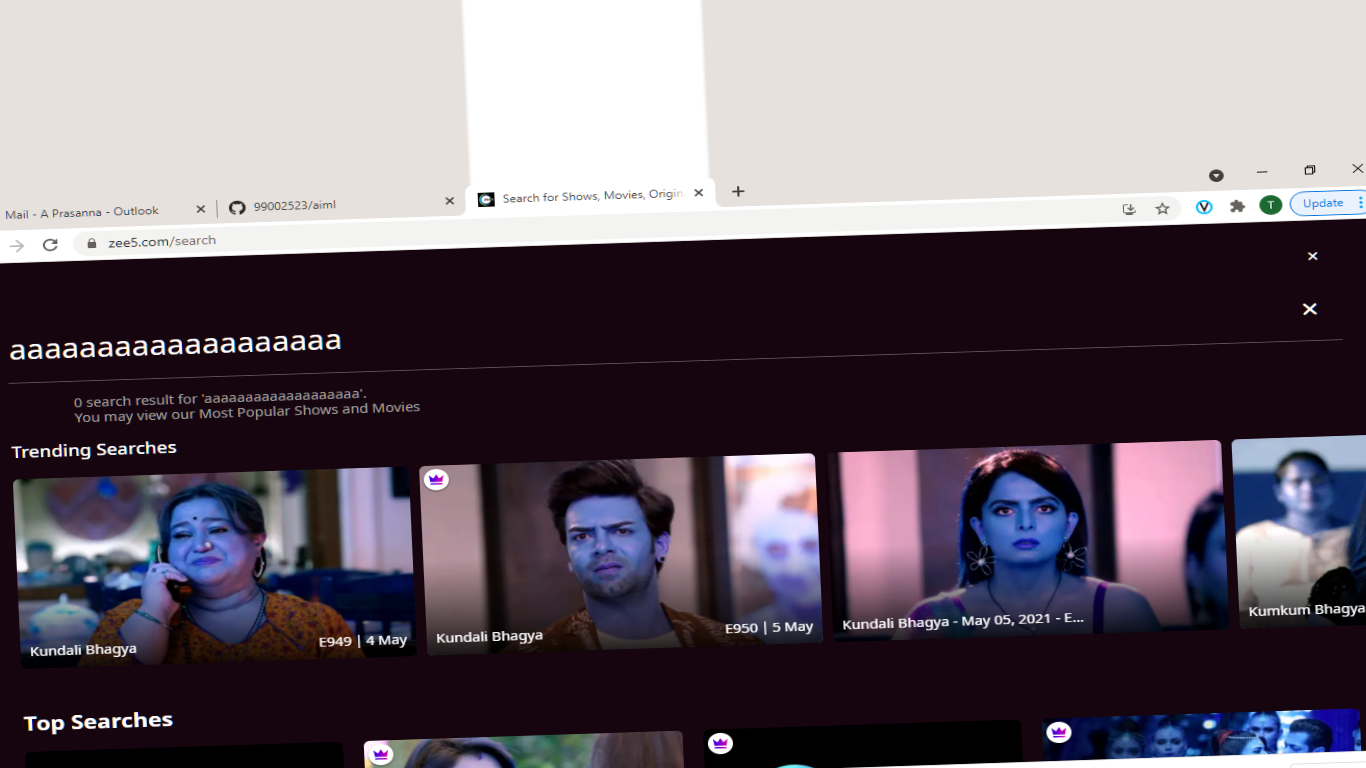 Mail - A Prasanna - Outlook
99002523/aiml
Search for Shows, Movies, Origin
T
Update
zee5.com/search
aaaaaaaaaaaaaaaaaaa
0 search result for 'aaaaaaaaaaaaaaaaaaa'.
You may view our Most Popular Shows and Movies
Trending Searches
Kundali Bhagya
E949 | 4 May
Kundali Bhagya
E950 | 5 May
Kundali Bhagya - May 05, 2021 - E...
Kumkum Bhagya
Top Searches